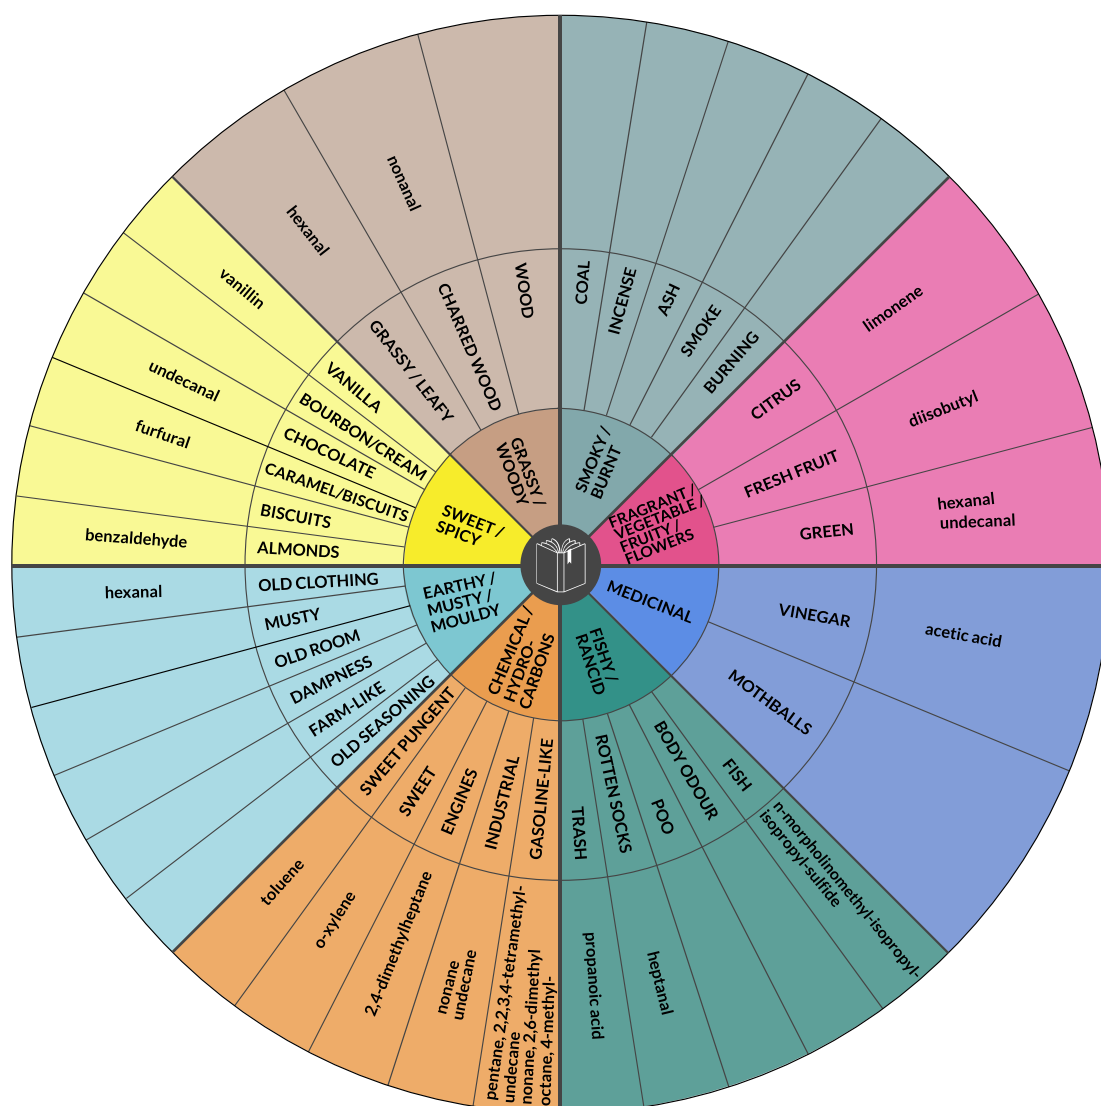 GRASSY /
WOODY
WOOD
CHARRED WOOD
nonanal
GRASSY / LEAFY
hexanal
SMOKY /
BURNT
COAL
INCENSE
ASH
SMOKE
BURNING
FRAGRANT /
VEGETABLE /
FRUITY /
FLOWERS
CITRUS
limonene
FRESH FRUIT
diisobutyl
GREEN
hexanal
undecanal
MEDICINAL
VINEGAR
acetic acid
MOTHBALLS
FISHY /
RANCID
FISH
n-morpholinomethyl-isopropyl-
isopropyl-sulfide
BODY ODOUR
POO
ROTTEN SOCKS
heptanal
TRASH
propanoic acid
CHEMICAL /
HYDRO-
CARBONS
GASOLINE-LIKE
pentane, 2,2,3,4-tetramethyl-
undecane
nonane, 2,6-dimethyl
octane, 4-methyl-
INDUSTRIAL
nonane
undecane
ENGINES
2,4-dimethylheptane
SWEET
o-xylene
SWEET PUNGENT
toluene
EARTHY /
MUSTY /
MOULDY
OLD SEASONING
FARM-LIKE
DAMPNESS
OLD ROOM
MUSTY
OLD CLOTHING
hexanal
SWEET /
SPICY
ALMONDS
benzaldehyde
BISCUITS
CARAMEL/BISCUITS
furfural
CHOCOLATE
undecanal
BOURBON/CREAM
VANILLA
vanillin